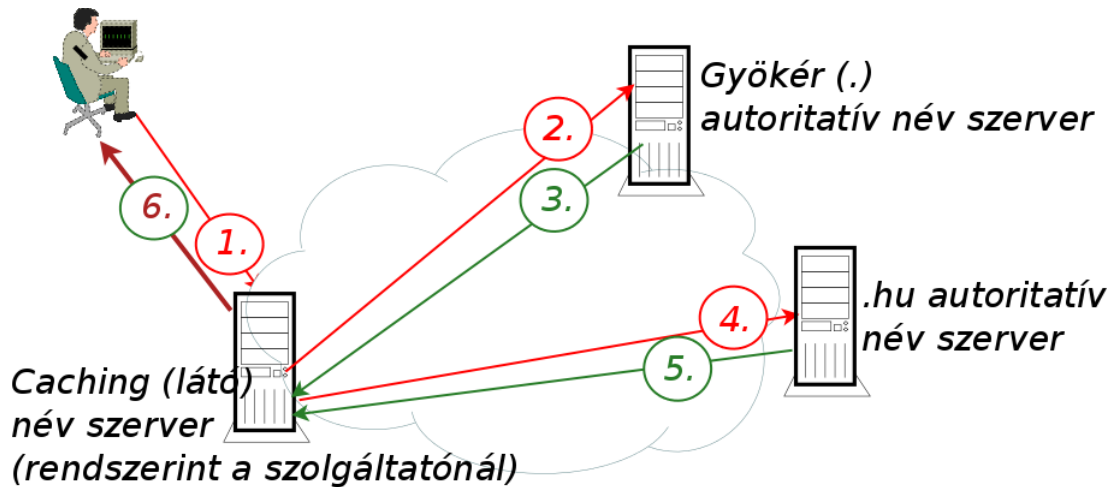 Gyökér (.)
autoritatív név szerver
2.
3.
6.
1.
.hu autoritatív
név szerver
4.
5.
Caching (látó)
név szerver
(rendszerint a szolgáltatónál)